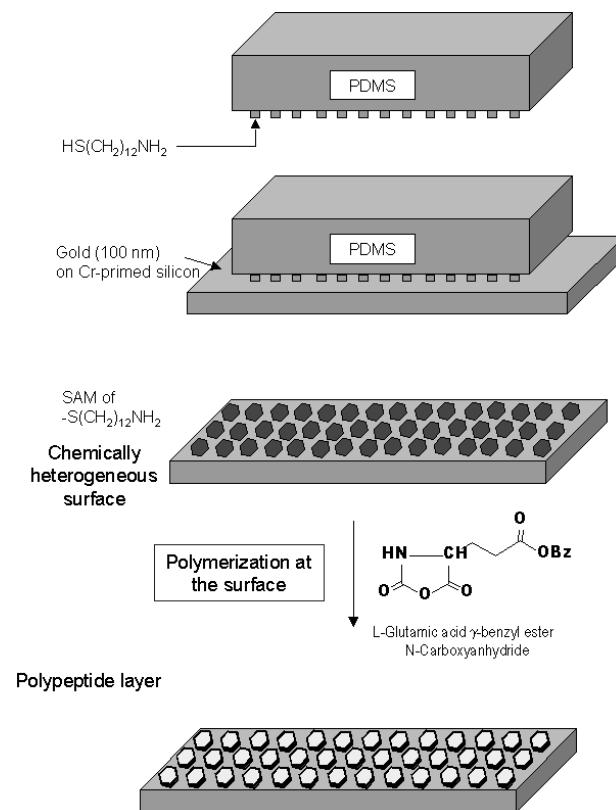 PDMS
HS(CH₂)₁₂NH₂
Gold (100 nm)
on Cr-primed silicon
PDMS
SAM of
-S(CH₂)₁₂NH₂
Chemically
heterogeneous
surface
Polymerization at
the surface
O
HN
CH
OBz
O
O
O
L-Glutamic acid γ-benzyl ester
N-Carboxyanhydride
Polypeptide layer